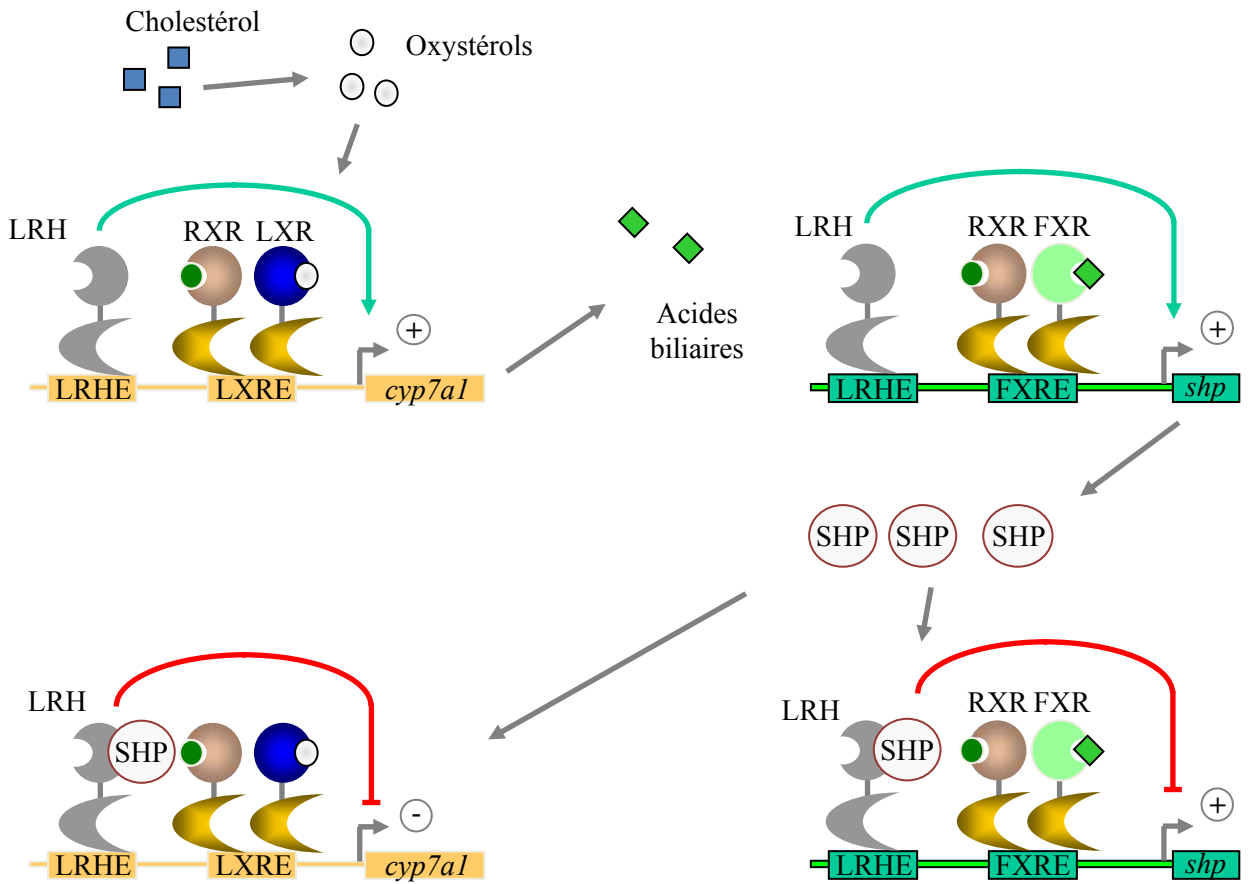 Cholestérol
Oxystérols
LRH
RXR LXR
+
LRHE LXRE cyp7a1
Acides
biliaires
LRH
RXR FXR
+
LRHE FXRE shp
SHP SHP SHP
LRH
SHP
-
LRHE LXRE cyp7a1
LRH
RXR FXR
SHP
+
LRHE FXRE shp